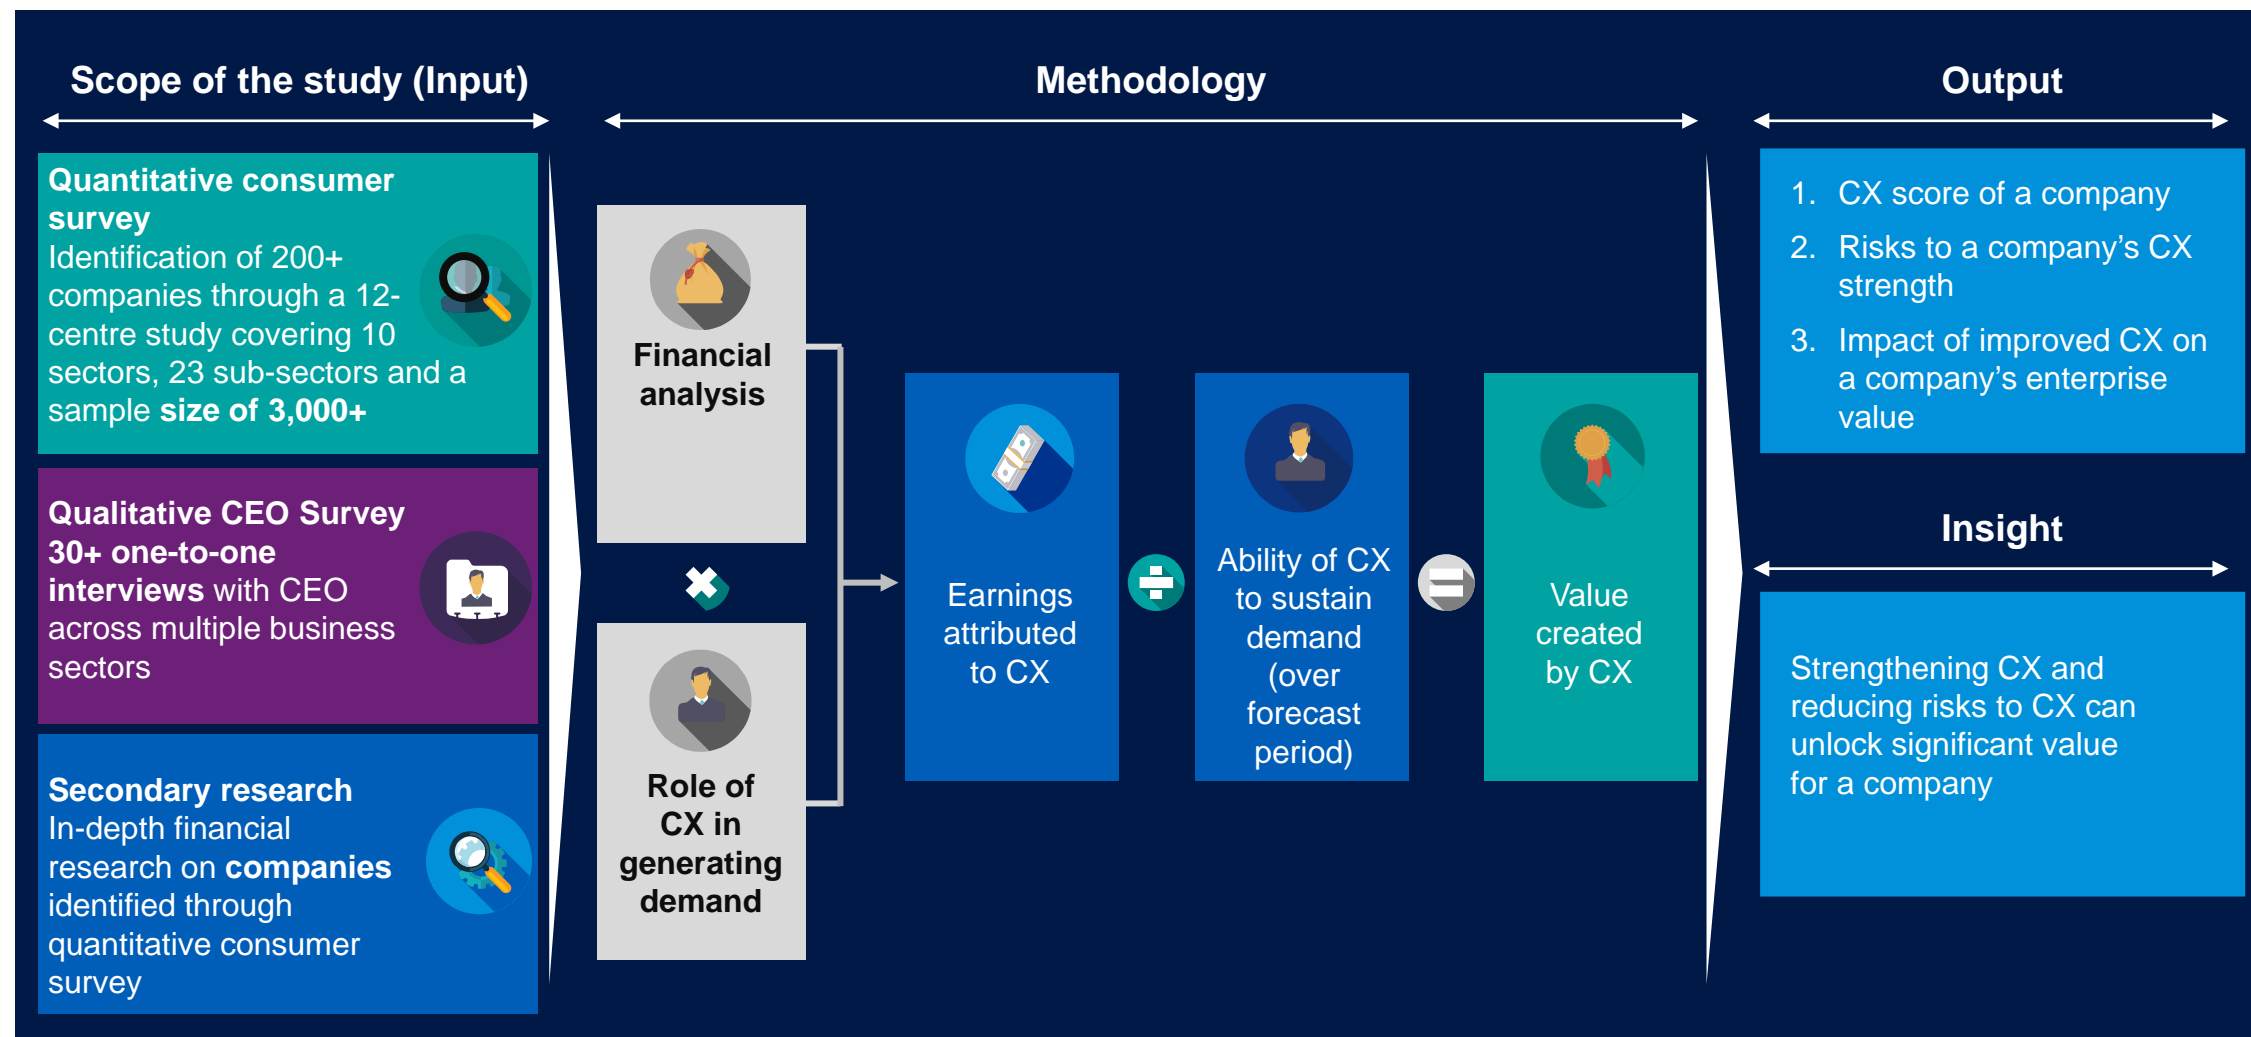 Scope of the study (Input)
Quantitative consumer
survey
Identification of 200+
companies through a 12-
centre study covering 10
sectors, 23 sub-sectors and a
sample size of 3,000+
Qualitative CEO Survey
30+ one-to-one
interviews with CEO
across multiple business
sectors
Secondary research
In-depth financial
research on companies
identified through
quantitative consumer
survey
Methodology
Financial
analysis
Role of
CX in
generating
demand
Earnings
attributed
to CX
Ability of CX
to sustain
demand
(over
forecast
period)
Value
created
by CX
Output
1. CX score of a company
2. Risks to a company’s CX
strength
3. Impact of improved CX on
a company’s enterprise
value
Insight
Strengthening CX and
reducing risks to CX can
unlock significant value
for a company